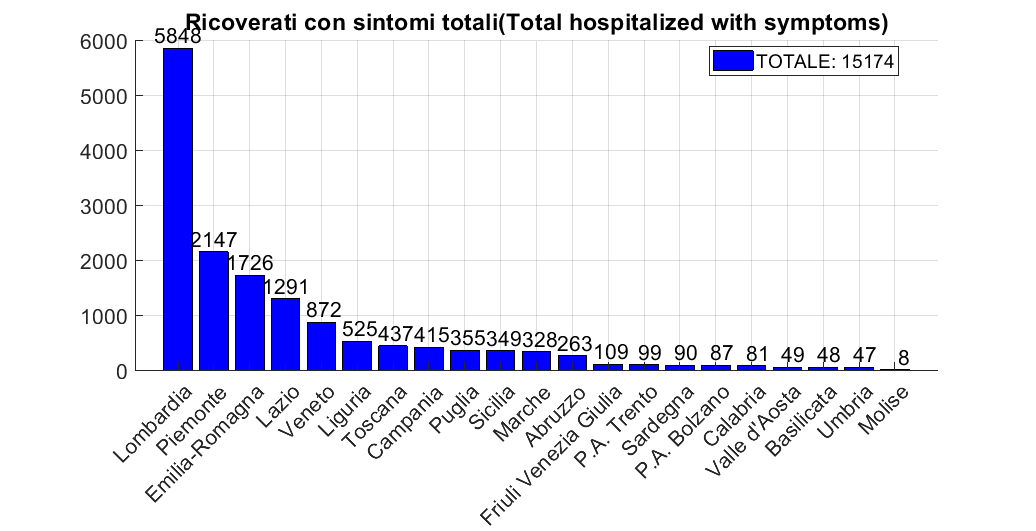 Ricoverati con sintomi totali(Total hospitalized with symptoms)
TOTALE: 15174
6000
5000
4000
3000
2000
1000
0
5848
2147
1726
1291
872
525
437
415
355
349
328
263
109
99
90
87
81
49
48
47
8
Lombardia
Piemonte
Emilia-Romagna
Lazio
Veneto
Liguria
Toscana
Campania
Puglia
Sicilia
Marche
Abruzzo
Friuli Venezia Giulia
P.A. Trento
Sardegna
P.A. Bolzano
Calabria
Valle d'Aosta
Basilicata
Umbria
Molise